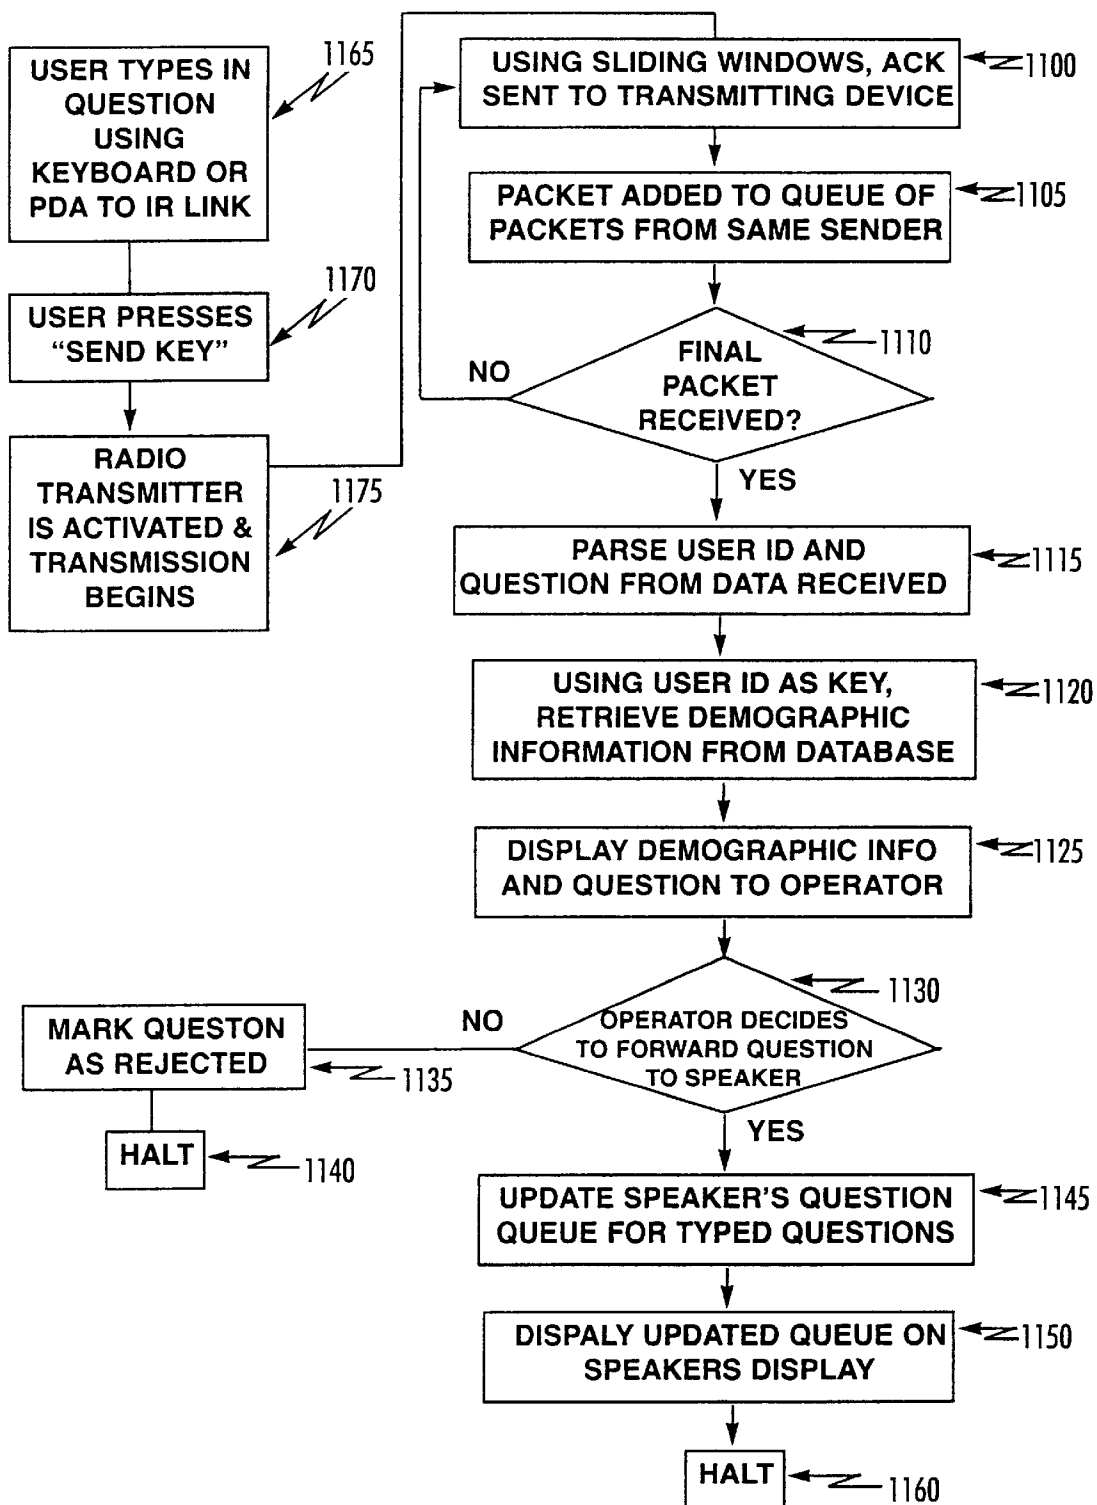 USER TYPES IN
QUESTION
USING
KEYBOARD OR
PDA TO IR LINK
1165
USER PRESSES
“SEND KEY”
1170
RADIO
TRANSMITTER
IS ACTIVATED &
TRANSMISSION
BEGINS
1175
USING SLIDING WINDOWS, ACK
SENT TO TRANSMITTING DEVICE
1100
PACKET ADDED TO QUEUE OF
PACKETS FROM SAME SENDER
1105
FINAL
PACKET
RECEIVED?
1110
NO
YES
PARSE USER ID AND
QUESTION FROM DATA RECEIVED
1115
USING USER ID AS KEY,
RETRIEVE DEMOGRAPHIC
INFORMATION FROM DATABASE
1120
DISPLAY DEMOGRAPHIC INFO
AND QUESTION TO OPERATOR
1125
OPERATOR DECIDES
TO FORWARD QUESTION
TO SPEAKER
1130
NO
MARK QUESTON
AS REJECTED
1135
HALT
1140
YES
UPDATE SPEAKER'S QUESTION
QUEUE FOR TYPED QUESTIONS
1145
DISPALY UPDATED QUEUE ON
SPEAKERS DISPLAY
1150
HALT
1160